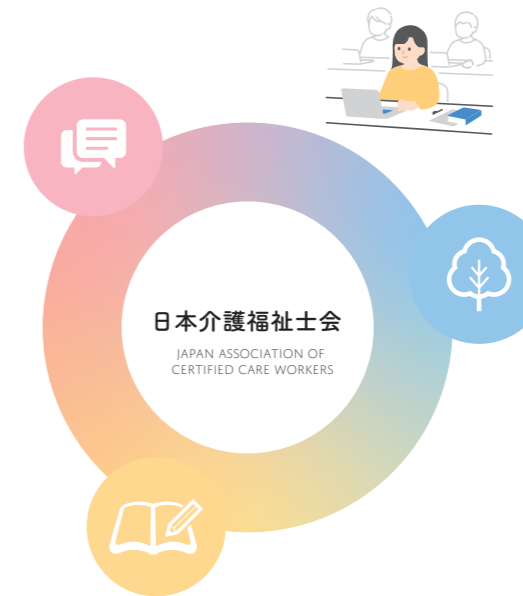 日本介護福祉士会
JAPAN ASSOCIATION OF
CERTIFIED CARE WORKERS